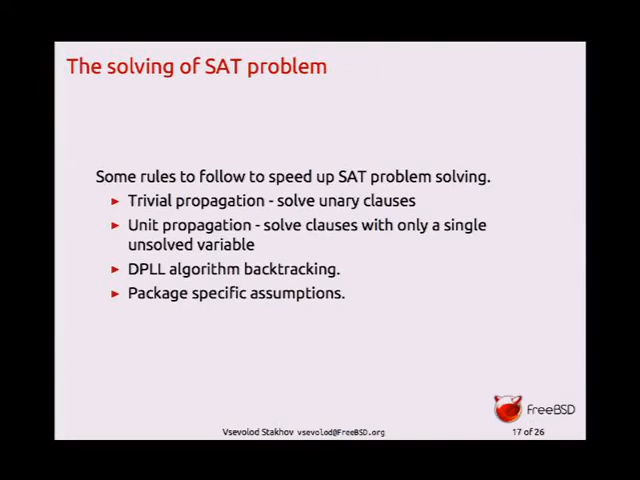 The solving of SAT problem
Some rules to follow to speed up SAT problem solving.
► Trivial propagation - solve unary clauses
► Unit propagation - solve clauses with only a single
unsolved variable
► DPLL algorithm backtracking.
► Package specific assumptions.
FreeBSD
Vsevolod Stakhov vsevolod@FreeBSD.org
17 of 26